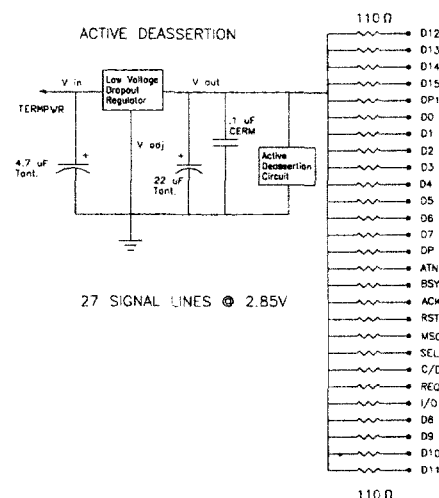 110 Ω
ACTIVE DEASSERTION
V in
Low Voltage
Dropout
Regulator
V out
TERMPWR
V adj
4.7 uF
Tant.
22 uF
Tant.
.1 uF
CERM
Active
Deassertion
Circuit
27 SIGNAL LINES @ 2.85V
D12
D13
D14
D15
DP1
D0
D1
D2
D3
D4
D5
D6
D7
DP
ATN
BSY
ACK
RST
MSG
SEL
C/D
REQ
I/O
D8
D9
D10
D11
110 Ω